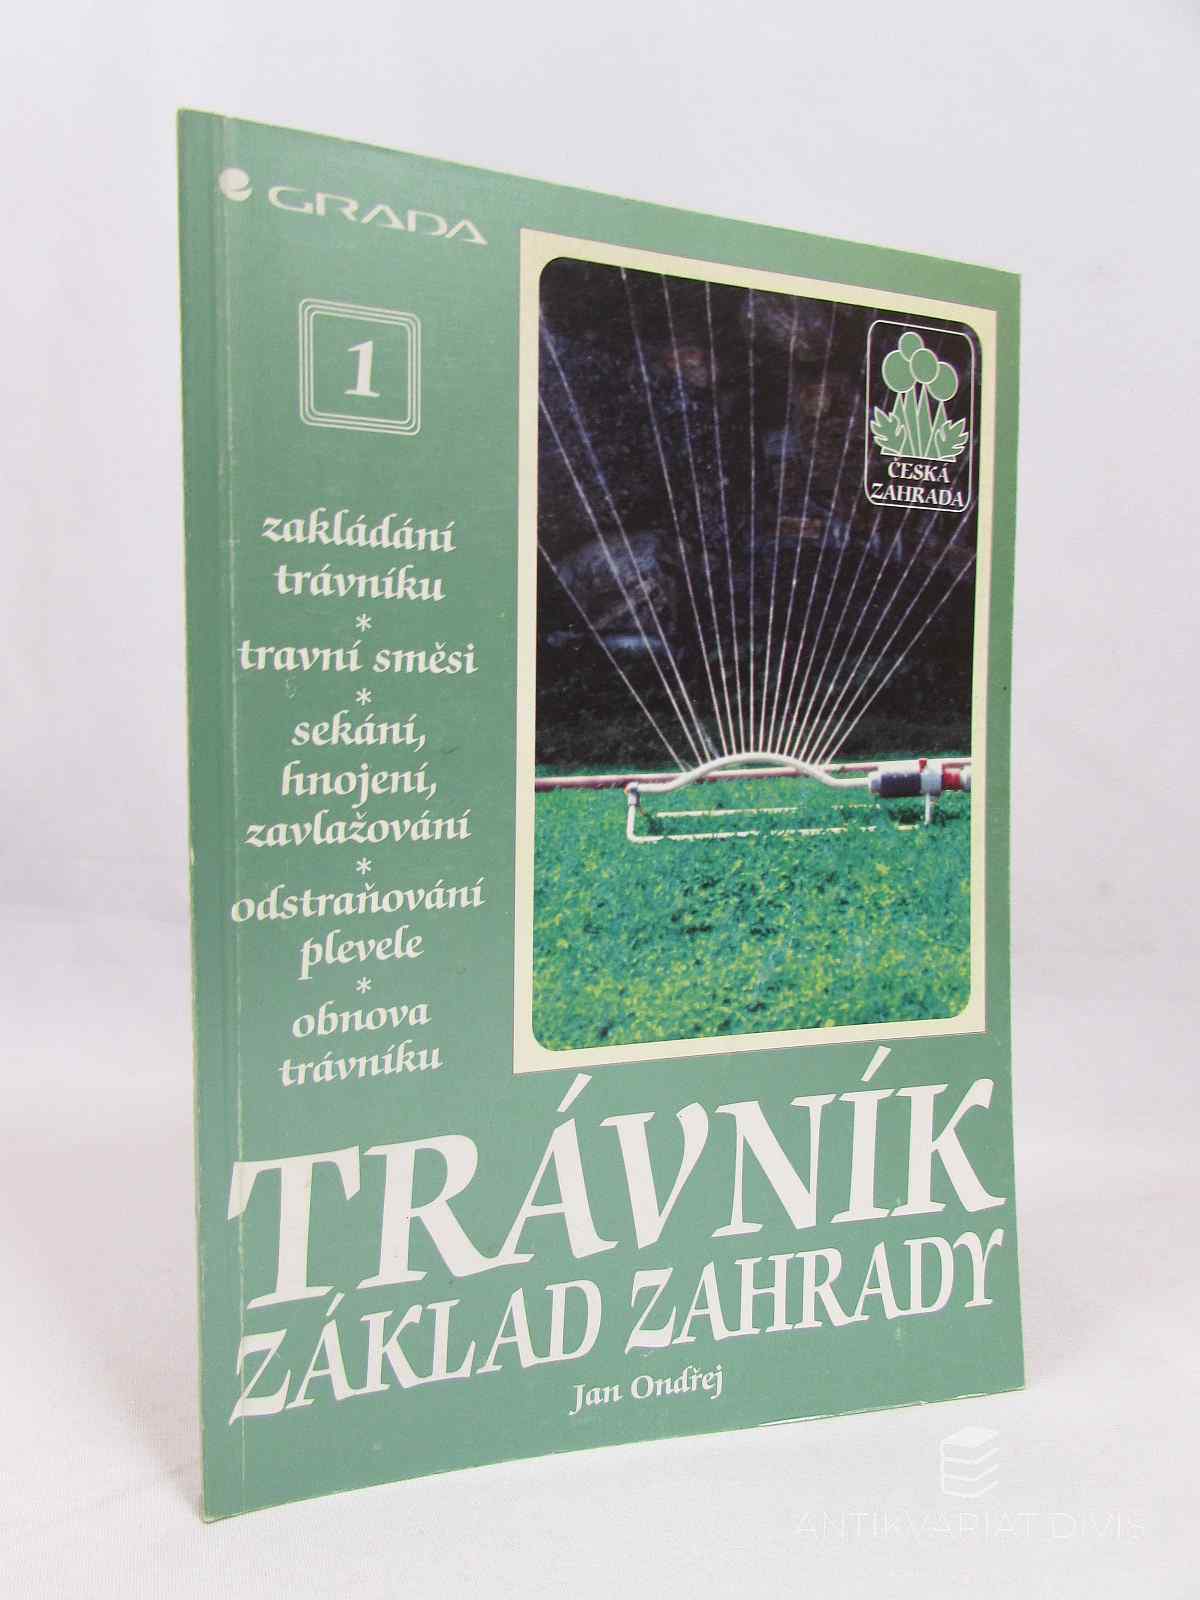 GRADA
1
ČESKÁ
ZAHRADA
zakládání
trávníku
*
travní směsi
*
sekání,
hnojení,
zavlažování
*
odstraňování
plevele
*
obnova
trávníku
TRÁVNÍK
ZÁKLAD ZAHRADY
Jan Ondřej
ANTIKVARIAT DIVIS